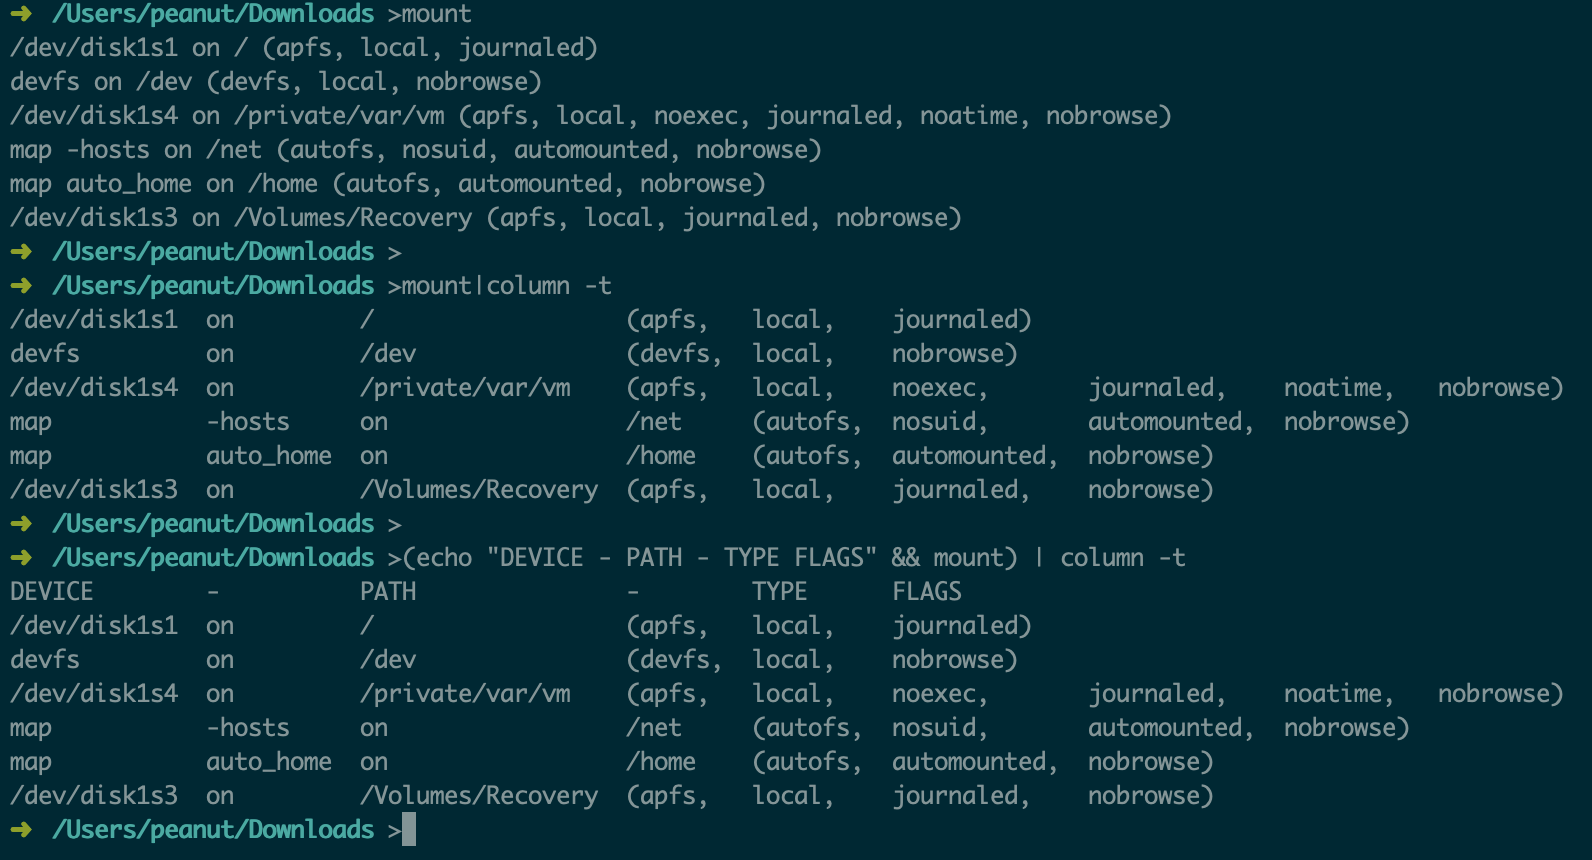 ➜ /Users/peanut/Downloads >mount
/dev/disk1s1 on / (apfs, local, journaled)
devfs on /dev (devfs, local, nobrowse)
/dev/disk1s4 on /private/var/vm (apfs, local, noexec, journaled, noatime, nobrowse)
map -hosts on /net (autofs, nosuid, automounted, nobrowse)
map auto_home on /home (autofs, automounted, nobrowse)
/dev/disk1s3 on /Volumes/Recovery (apfs, local, journaled, nobrowse)
➜ /Users/peanut/Downloads >
➜ /Users/peanut/Downloads >mount|column -t
/dev/disk1s1  on         /                  (apfs,   local,    journaled)
devfs         on         /dev               (devfs,  local,    nobrowse)
/dev/disk1s4  on         /private/var/vm    (apfs,   local,    noexec,       journaled,    noatime,   nobrowse)
map           -hosts     on                 /net     (autofs,  nosuid,       automounted,  nobrowse)
map           auto_home  on                 /home    (autofs,  automounted,  nobrowse)
/dev/disk1s3  on         /Volumes/Recovery  (apfs,   local,    journaled,    nobrowse)
➜ /Users/peanut/Downloads >
➜ /Users/peanut/Downloads >(echo "DEVICE - PATH - TYPE FLAGS" && mount) | column -t
DEVICE        -          PATH               -        TYPE      FLAGS
/dev/disk1s1  on         /                  (apfs,   local,    journaled)
devfs         on         /dev               (devfs,  local,    nobrowse)
/dev/disk1s4  on         /private/var/vm    (apfs,   local,    noexec,       journaled,    noatime,   nobrowse)
map           -hosts     on                 /net     (autofs,  nosuid,       automounted,  nobrowse)
map           auto_home  on                 /home    (autofs,  automounted,  nobrowse)
/dev/disk1s3  on         /Volumes/Recovery  (apfs,   local,    journaled,    nobrowse)
➜ /Users/peanut/Downloads >